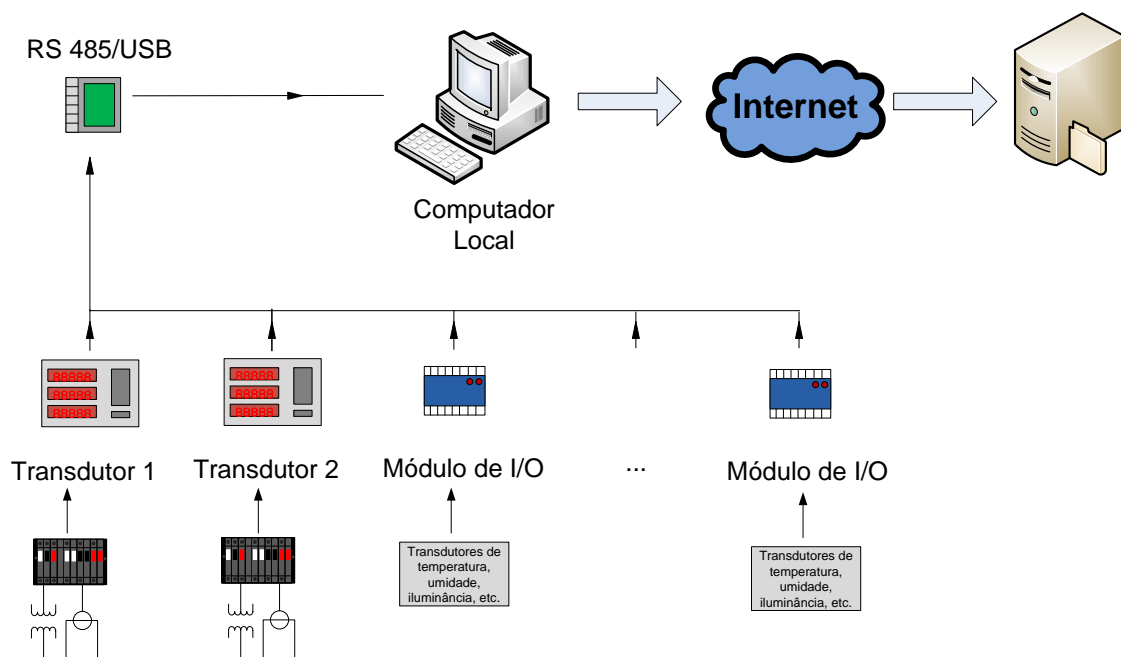 RS 485/USB
Internet
Computador
Local
Transdutor 1
Transdutor 2
Módulo de I/O
...
Módulo de I/O
Transdutores de
temperatura,
umidade,
iluminância, etc.
Transdutores de
temperatura,
umidade,
iluminância, etc.